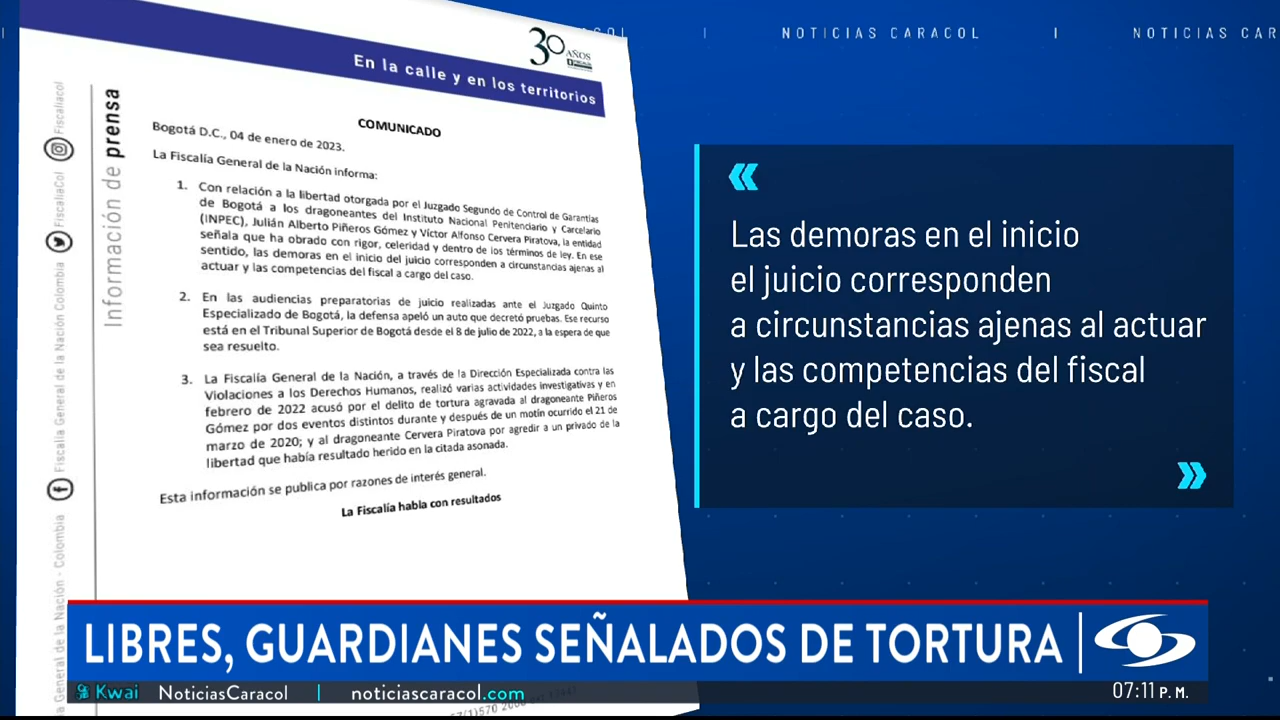 NOTICIAS CARACOL
NOTICIAS CAR
30 AÑOS
En la calle y en los territorios
Información de prensa
Fiscaliacol
FiscaliaCol
Fiscalía General de la Nación Colombia
Fiscalía General de la Nación - Colombia
COMUNICADO
Bogotá D.C., 04 de enero de 2023.
La Fiscalía General de la Nación informa:
1. Con relación a la libertad otorgada por el Juzgado Segundo de Control de Garantías
de Bogotá a los dragoneantes del Instituto Nacional Penitenciario y Carcelario
(INPEC), Julián Alberto Piñeros Gómez y Víctor Alfonso Cervera Piratova, la entidad
señala que ha obrado con rigor, celeridad y dentro de los términos de ley. En ese
sentido, las demoras en el inicio del juicio corresponden a circunstancias ajenas al
actuar y las competencias del fiscal a cargo del caso.
2. En las audiencias preparatorias de juicio realizadas ante el Juzgado Quinto
Especializado de Bogotá, la defensa apeló un auto que decretó pruebas. Ese recurso
está en el Tribunal Superior de Bogotá desde el 8 de julio de 2022, a la espera de que
sea resuelto.
3. La Fiscalía General de la Nación, a través de la Dirección Especializada contra las
Violaciones a los Derechos Humanos, realizó varias actividades investigativas y en
febrero de 2022 acusó por el delito de tortura agravada al dragoneante Piñeros
Gómez por dos eventos distintos durante y después de un motín ocurrido el 21 de
marzo de 2020; y al dragoneante Cervera Piratova por agredir a un privado de la
libertad que había resultado herido en la citada asonada.
Esta información se publica por razones de interés general.
La Fiscalía habla con resultados
«
Las demoras en el inicio
el juicio corresponden
a circunstancias ajenas al actuar
y las competencias del fiscal
a cargo del caso.
»
LIBRES, GUARDIANES SEÑALADOS DE TORTURA
Kwai NoticiasCaracol | noticiascaracol.com
07:11 P. M.